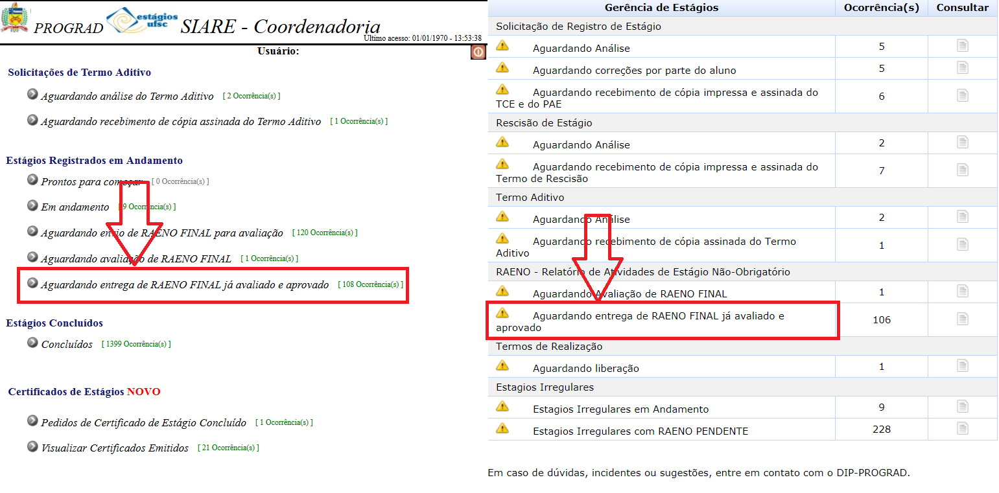 PROGRAD estágios ufsc SIARE - Coordenadoria
Último acesso: 01/01/1970 - 13:53:38
Usuário:
Solicitações de Termo Aditivo
Aguardando análise do Termo Aditivo [ 2 Ocorrência(s) ]
Aguardando recebimento de cópia assinada do Termo Aditivo [ 1 Ocorrência(s) ]
Estágios Registrados em Andamento
Prontos para começar [ 0 Ocorrência(s) ]
Em andamento [ 9 Ocorrência(s) ]
Aguardando envio de RAENO FINAL para avaliação [ 120 Ocorrência(s) ]
Aguardando avaliação de RAENO FINAL [ 1 Ocorrência(s) ]
Aguardando entrega de RAENO FINAL já avaliado e aprovado [ 108 Ocorrência(s) ]
Estágios Concluídos
Concluídos [ 1399 Ocorrência(s) ]
Certificados de Estágios NOVO
Pedidos de Certificado de Estágio Concluído [ 1 Ocorrência(s) ]
Visualizar Certificados Emitidos [ 21 Ocorrência(s) ]
Gerência de Estágios Ocorrência(s) Consultar
Solicitação de Registro de Estágio
Aguardando Análise 5
Aguardando correções por parte do aluno 5
Aguardando recebimento de cópia impressa e assinada do
TCE e do PAE 6
Rescisão de Estágio
Aguardando Análise 2
Aguardando recebimento de cópia impressa e assinada do
Termo de Rescisão 7
Termo Aditivo
Aguardando Análise 2
Aguardando recebimento de cópia assinada do Termo
Aditivo 1
RAENO - Relatório de Atividades de Estágio Não-Obrigatório
Aguardando Avaliação de RAENO FINAL 1
Aguardando entrega de RAENO FINAL já avaliado e
aprovado 106
Termos de Realização
Aguardando liberação 1
Estagios Irregulares
Estagios Irregulares em Andamento 9
Estagios Irregulares com RAENO PENDENTE 228
Em caso de dúvidas, incidentes ou sugestões, entre em contato com o DIP-PROGRAD.